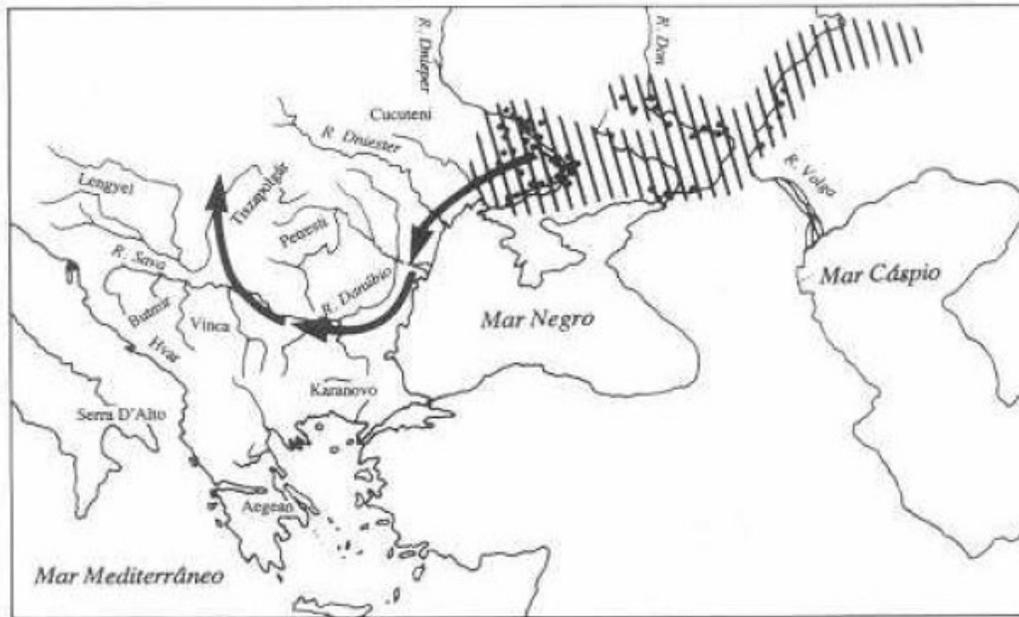 R. Dnieper
R. Don
Cucuteni
R. Dniester
Lengyel
Tiszapolgár
R. Volga
Petresti
R. Sava
Mar Cáspio
R. Danúbio
Butmir
Vinca
Mar Negro
Hvar
Karanovo
Serra D'Alto
Aegean
Mar Mediterrâneo